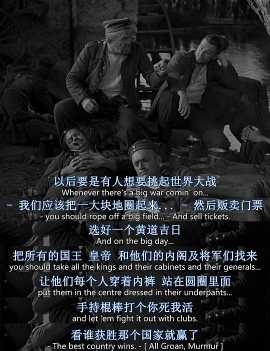 以后要是有人想要挑起世界大战
Whenever there's a big war comin' on...
- 我们应该把一大块地圈起来... - 然后贩卖门票
- you should rope off a big field... - And sell tickets.
选好一个黄道吉日
And on the big day...
把所有的国王 皇帝 和他们的内阁及将军们找来
you should take all the kings and their cabinets and their generals...
让他们每个人穿着内裤 站在圆圈里面
put them in the centre dressed in their underpants...
手持棍棒打个你死我活
and let 'em fight it out with clubs.
看谁获胜那个国家就赢了
- The best country wins. - [ All Groan, Murmur ]